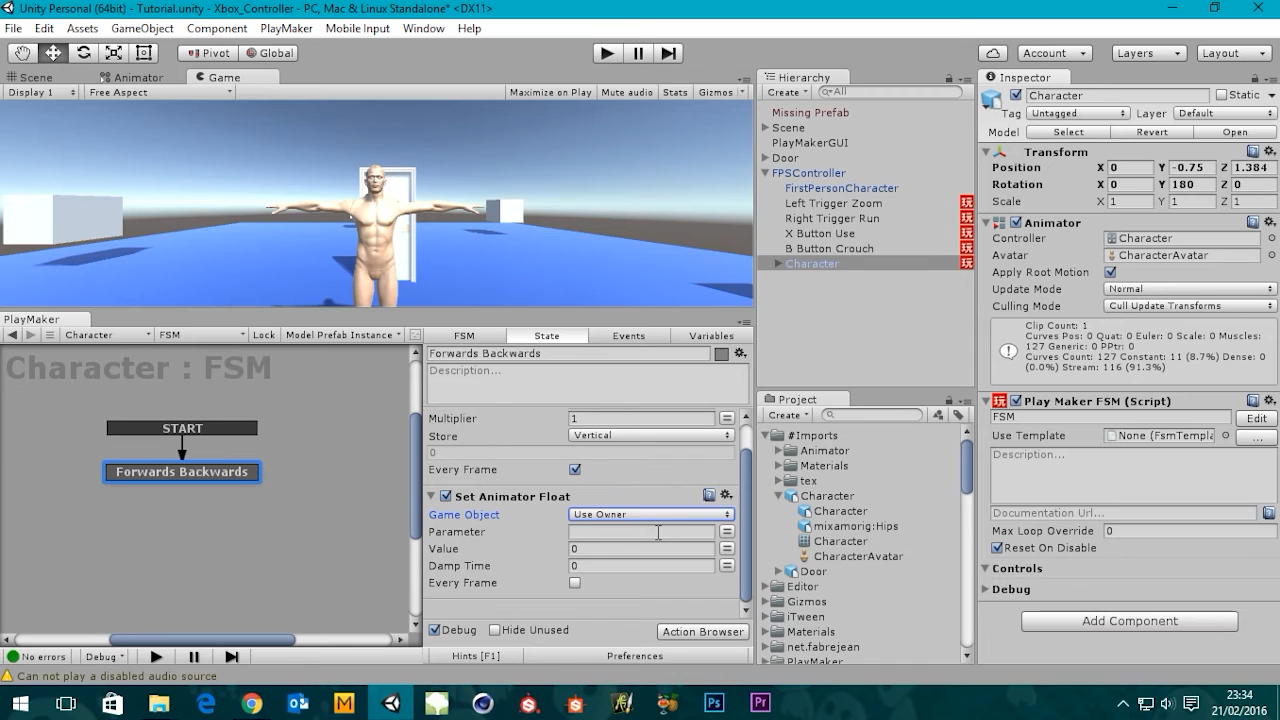 Unity Personal (64bit) - Tutorial.unity - Xbox_Controller - PC, Mac & Linux Standalone* <DX11>
File Edit Assets GameObject Component PlayMaker Mobile Input Window Help
Pivot Global Account Layers Layout
Scene Animator Game
Display 1 Free Aspect Maximize on Play Mute audio Stats Gizmos
Hierarchy
Create All
Missing Prefab
Scene
PlayMakerGUI
Door
FPSController
FirstPersonCharacter
Left Trigger Zoom
Right Trigger Run
X Button Use
B Button Crouch
Character
Inspector
Character Static
Tag Untagged Layer Default
Model Select Revert Open
Transform
Position X 0 Y -0.75 Z 1.384
Rotation X 0 Y 180 Z 0
Scale X 1 Y 1 Z 1
Animator
Controller Character
Avatar CharacterAvatar
Apply Root Motion
Update Mode Normal
Culling Mode Cull Update Transforms
Clip Count: 1
Curves Pos: 0 Quat: 0 Euler: 0 Scale: 0 Muscles:
127 Generic: 0 PPtr: 0
Curves Count: 127 Constant: 11 (8.7%) Dense: 0
(0.0%) Stream: 116 (91.3%)
Play Maker FSM (Script)
FSM Edit
Use Template None (FsmTempla ...
Description...
Documentation Url...
Max Loop Override 0
Reset On Disable
Controls
Debug
Add Component
PlayMaker
Character FSM Lock Model Prefab Instance
Character : FSM
START
Forwards Backwards
FSM State Events Variables
Forwards Backwards
Description...
Multiplier 1
Store Vertical
0
Every Frame
Set Animator Float
Game Object Use Owner
Parameter
Value 0
Damp Time 0
Every Frame
Debug Hide Unused Action Browser
No errors Debug Hints [F1] Preferences
Project
Create
#Imports
Animator
Materials
tex
Character
Character
mixamorig:Hips
Character
CharacterAvatar
Door
Editor
Gizmos
iTween
Materials
net.fabrejean
PlayMaker
Can not play a disabled audio source
M Ps Pr
23:34
21/02/2016